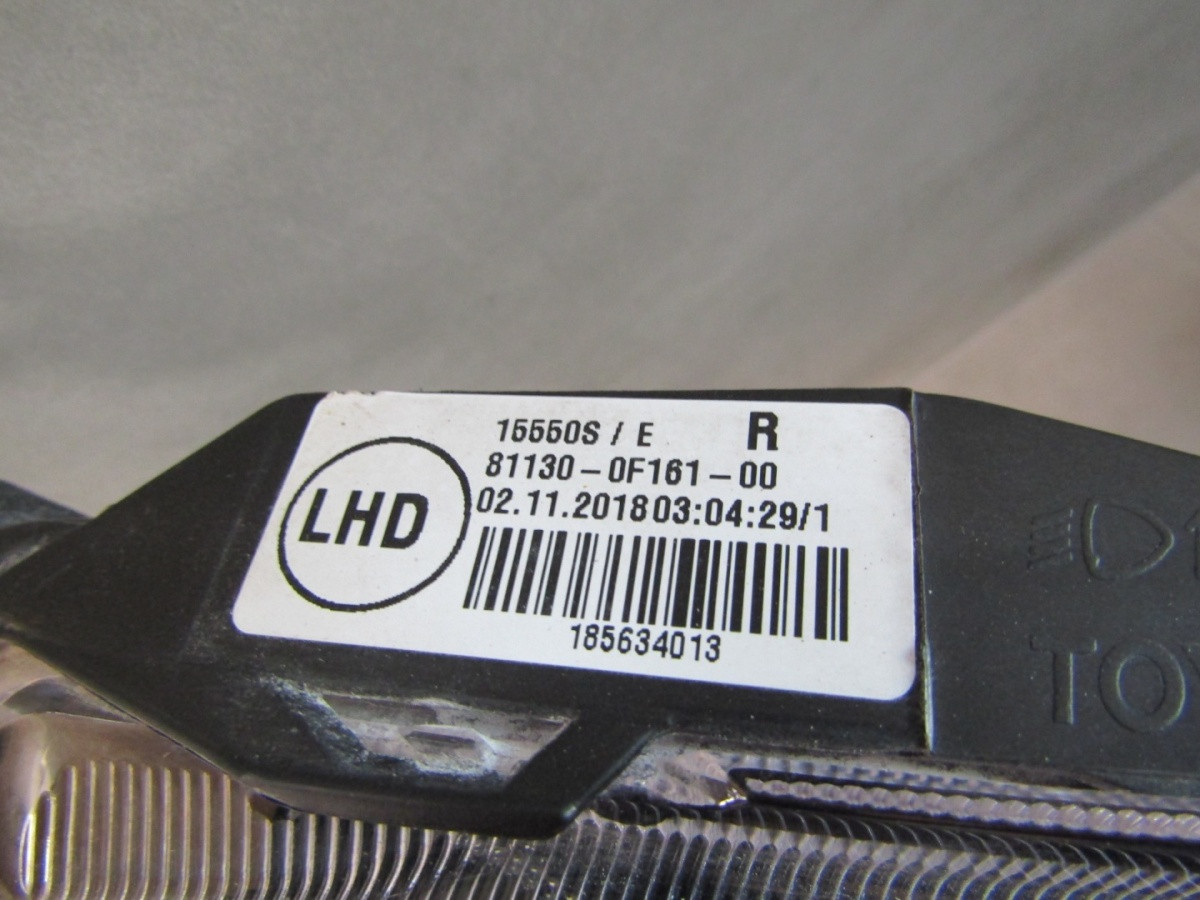 15550S / E R
81130-0F161-00
02.11.2018 03:04:29/1
LHD
185634013